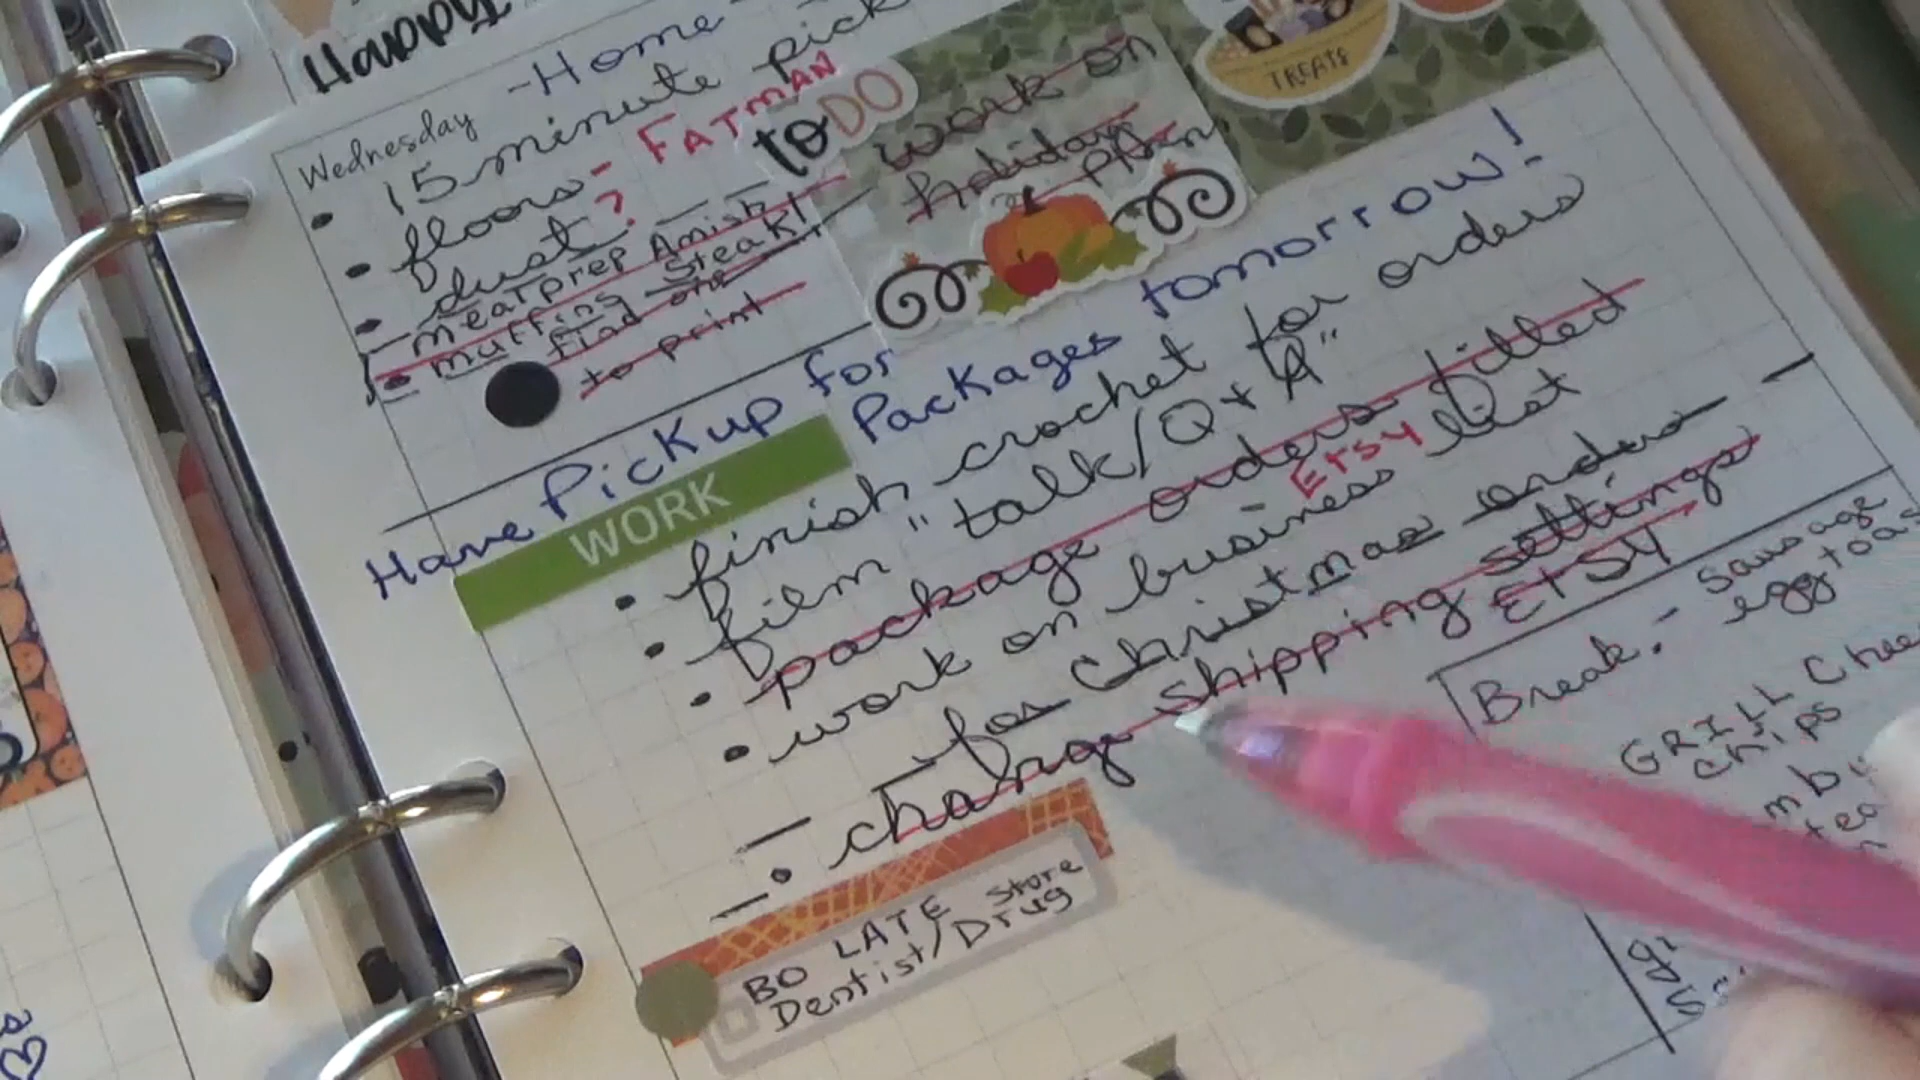 Happy
TREATS
Wednesday
-Home-
• 15 minute pick
• floors - FATMAN
• dust?
mealprep Amish
• muffins Steak!
find one
to print
toDO
work on
holiday
plan
Have Pickup for
Packages tomorrow!
WORK
• finish crochet for orders
• film "talk/Q + A"
• package orders filled
• work on business list
- Etsy
for Christmas orders
• change shipping settings
Etsy
BO LATE Store
Dentist/Drug
Break: - Sausage
egg toas
GRILL Chee
chips